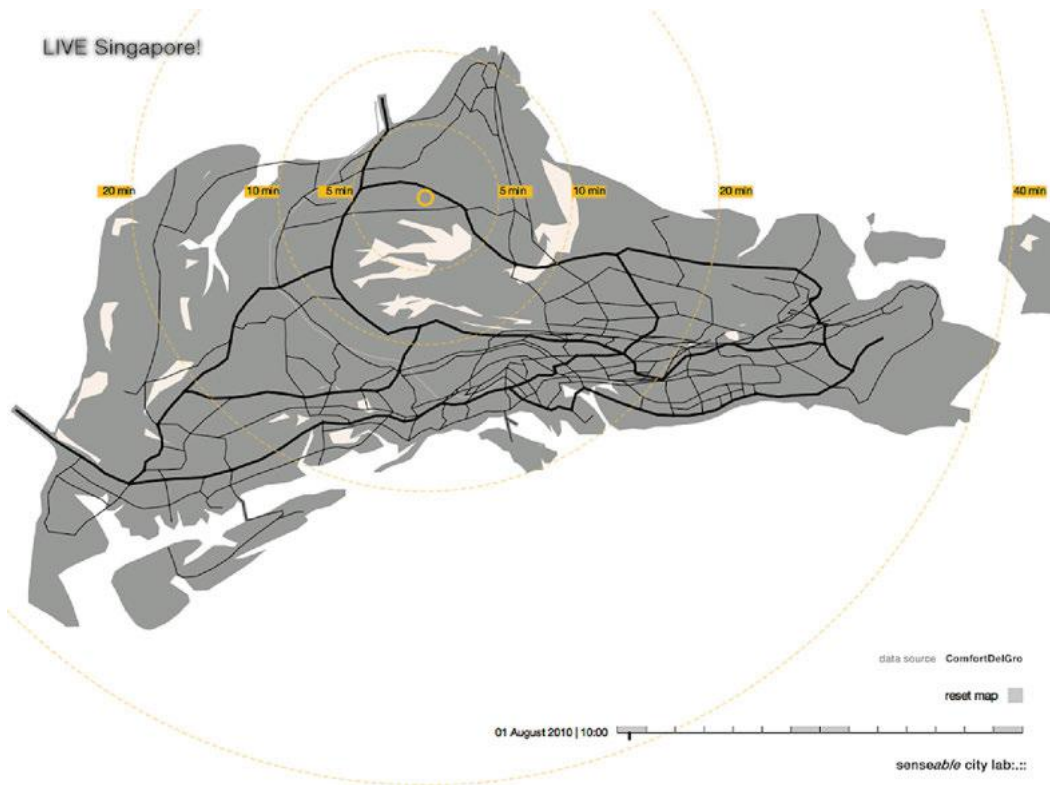 LIVE Singapore!
20 min
10 min
5 min
5 min
10 min
20 min
40 min
data source ComfortDelGro
reset map
01 August 2010 | 10:00
senseable city lab:.::